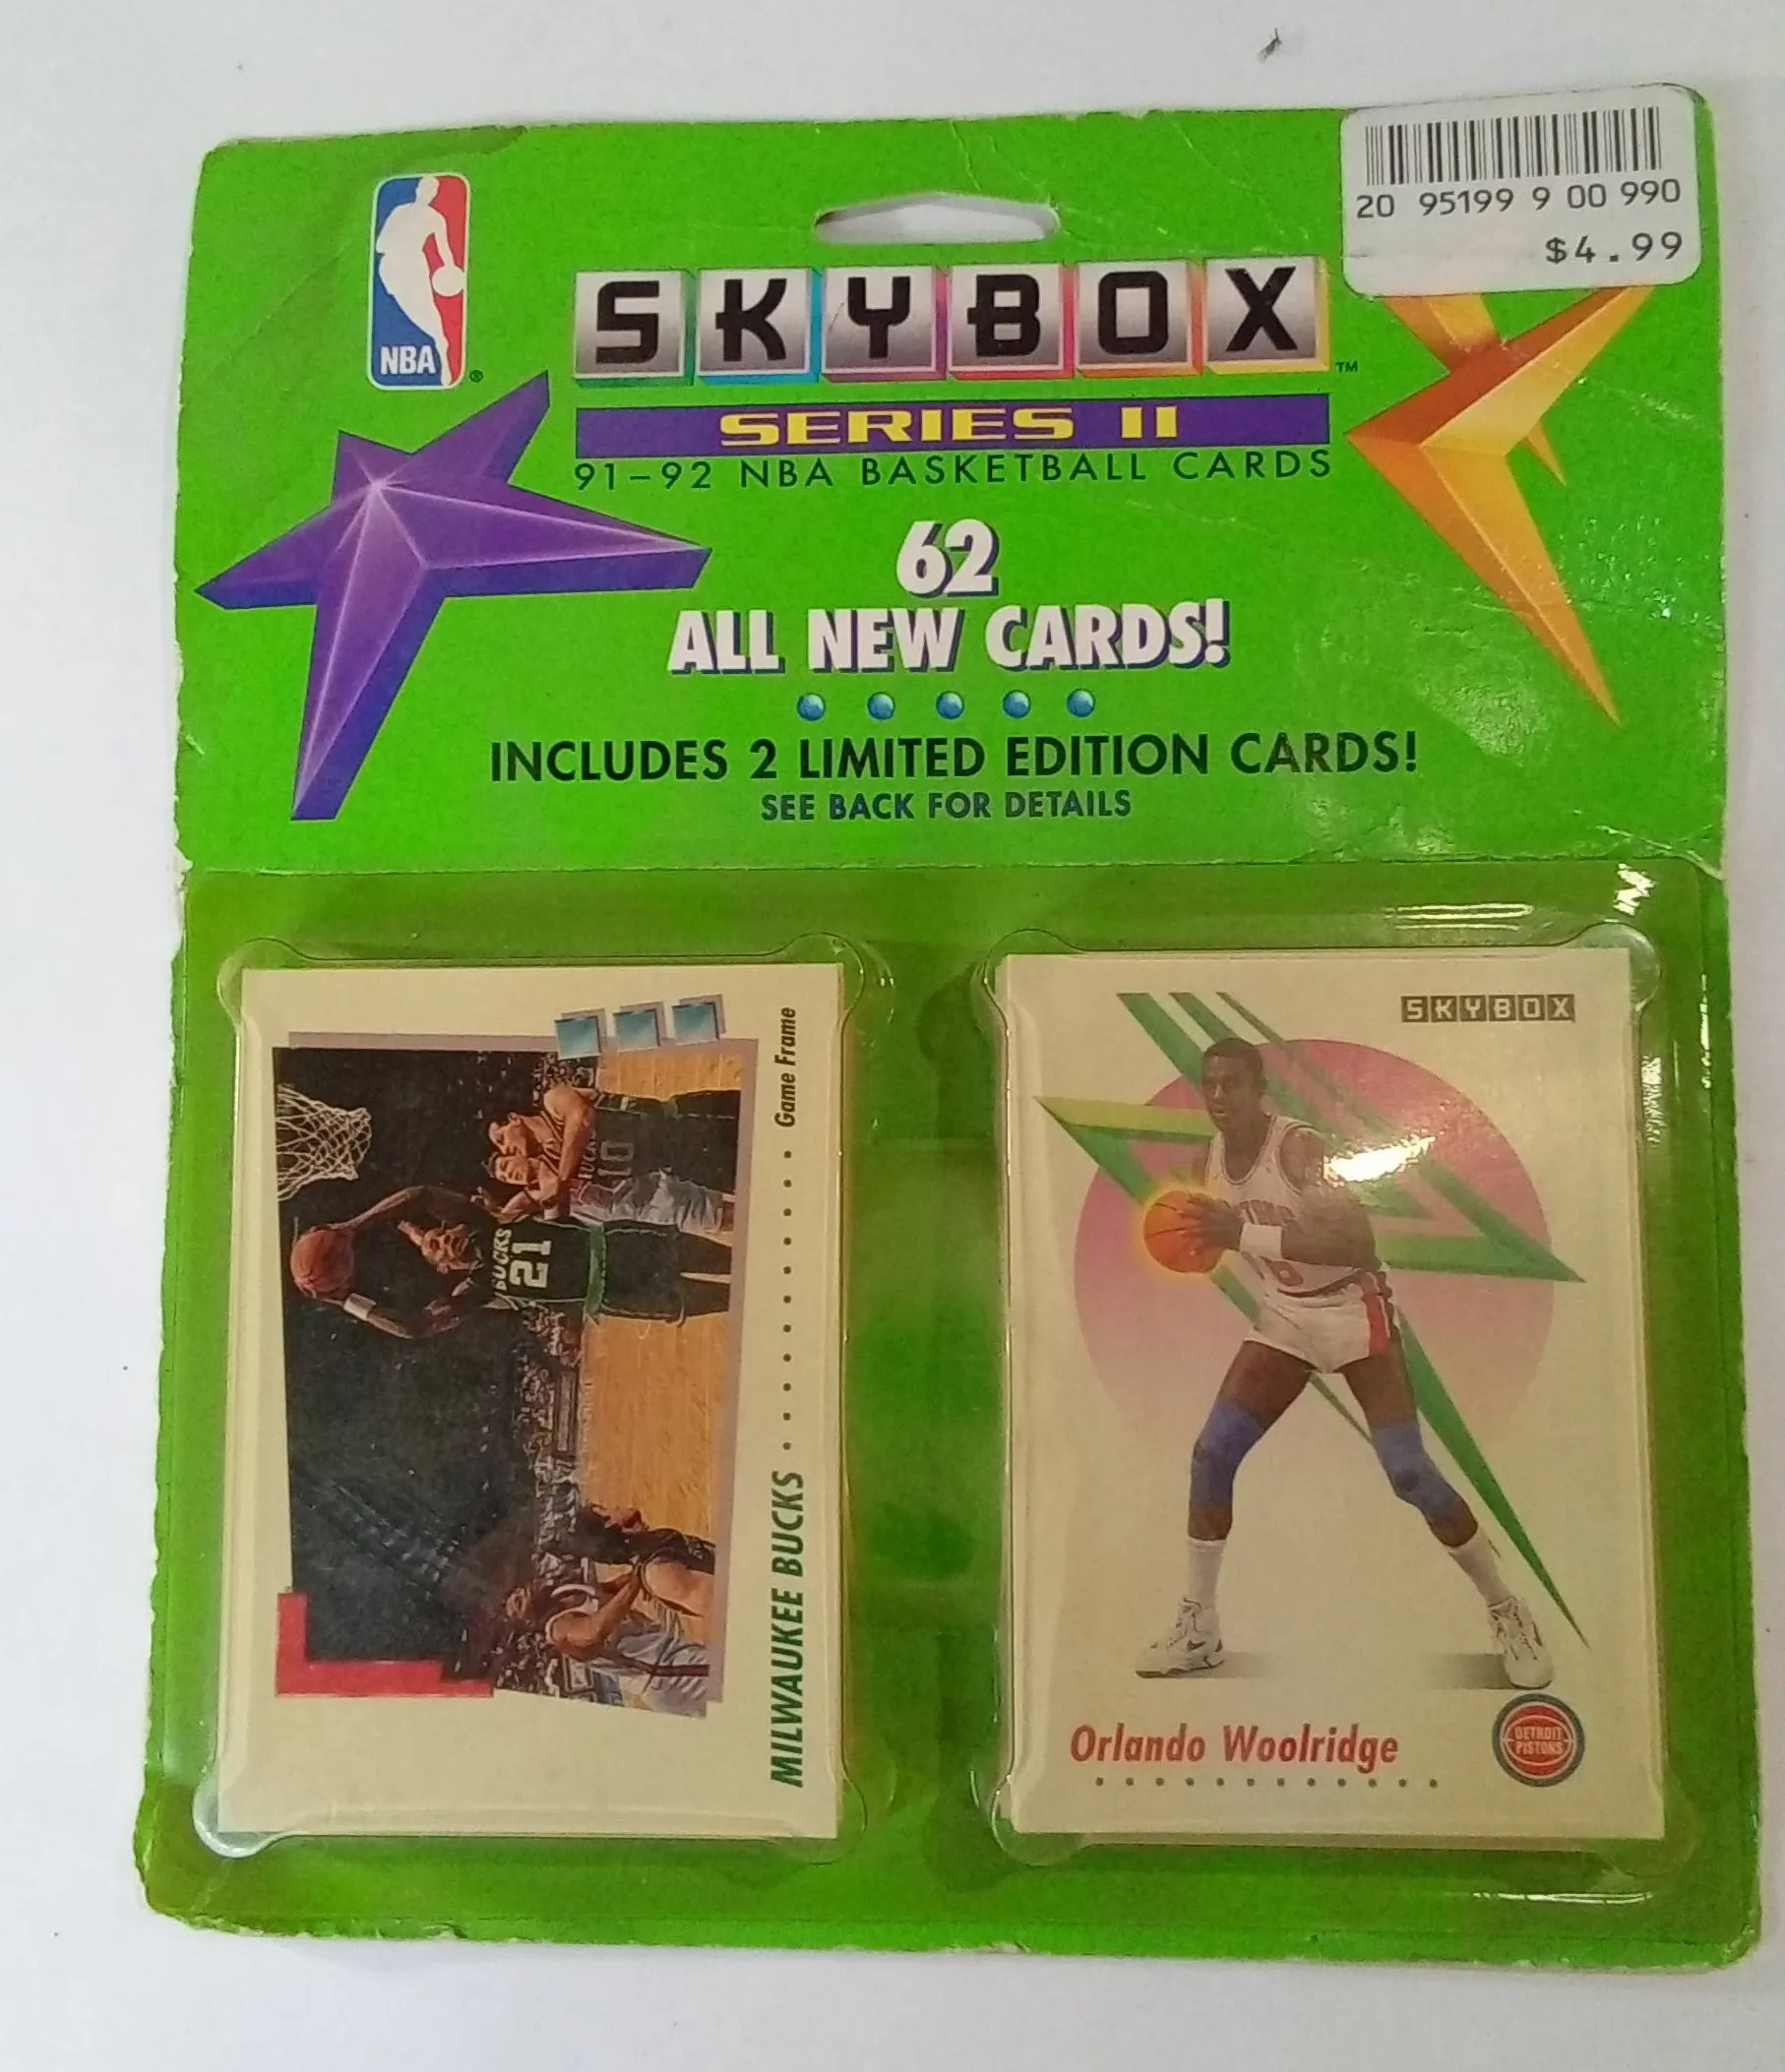 20 95199 9 00 990
$4.99
NBA
®
SKYBOX
TM
SERIES II
91-92 NBA BASKETBALL CARDS
62
ALL NEW CARDS!
INCLUDES 2 LIMITED EDITION CARDS!
SEE BACK FOR DETAILS
MILWAUKEE BUCKS
Game Frame
BUCKS
21
10
SKYBOX
Orlando Woolridge
DETROIT
PISTONS